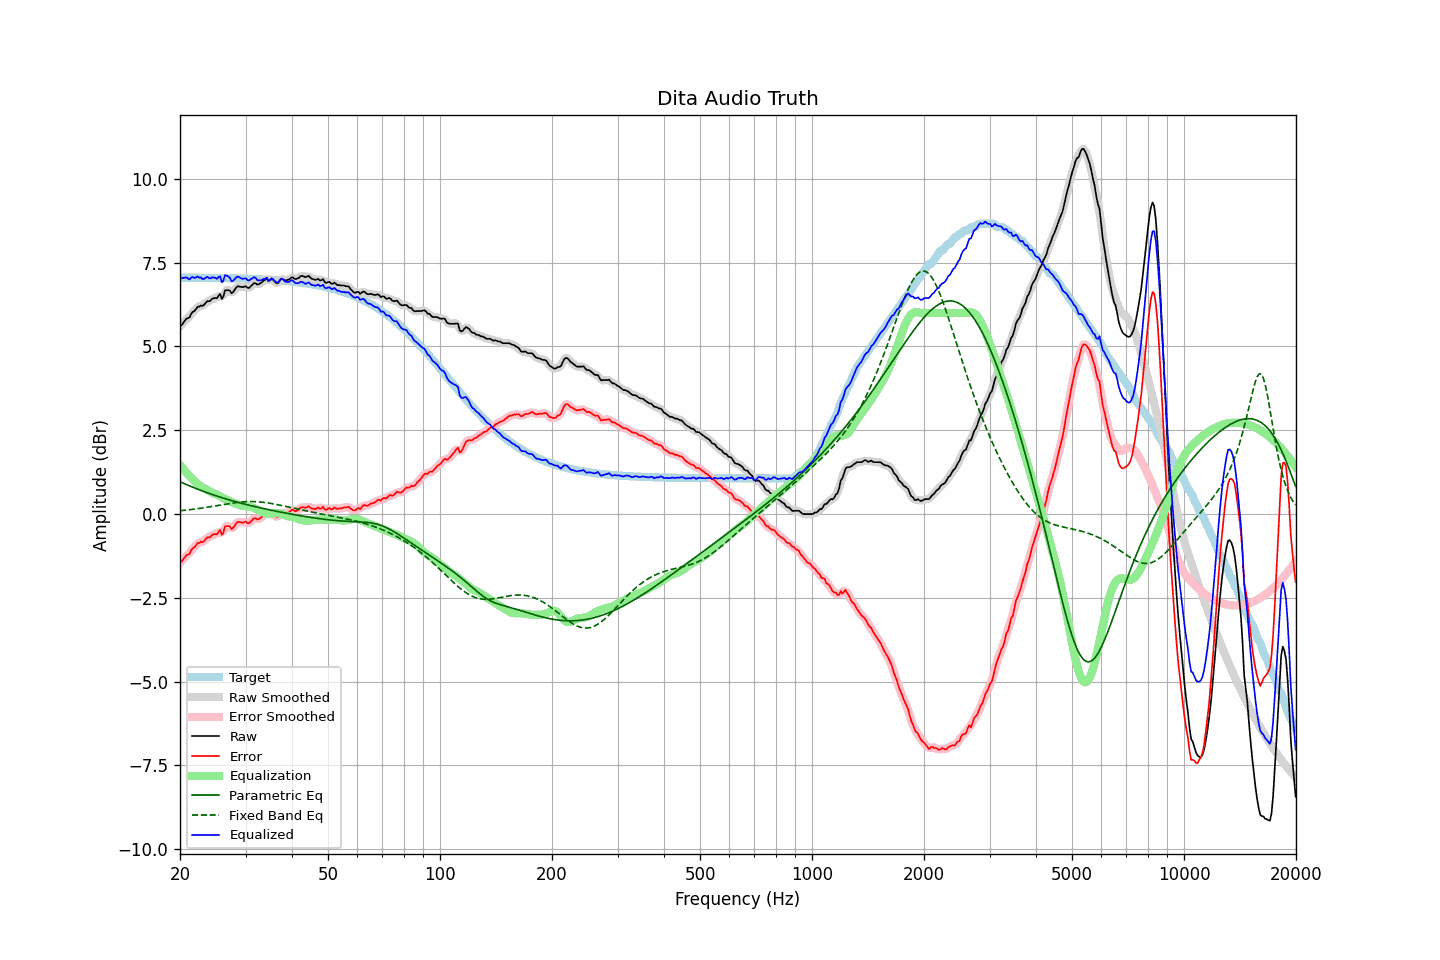 Dita Audio Truth
Amplitude (dBr)
10.0
7.5
5.0
2.5
0.0
−2.5
−5.0
−7.5
−10.0
Target
Raw Smoothed
Error Smoothed
Raw
Error
Equalization
Parametric Eq
Fixed Band Eq
Equalized
20 50 100 200 500 1000 2000 5000 10000 20000
Frequency (Hz)